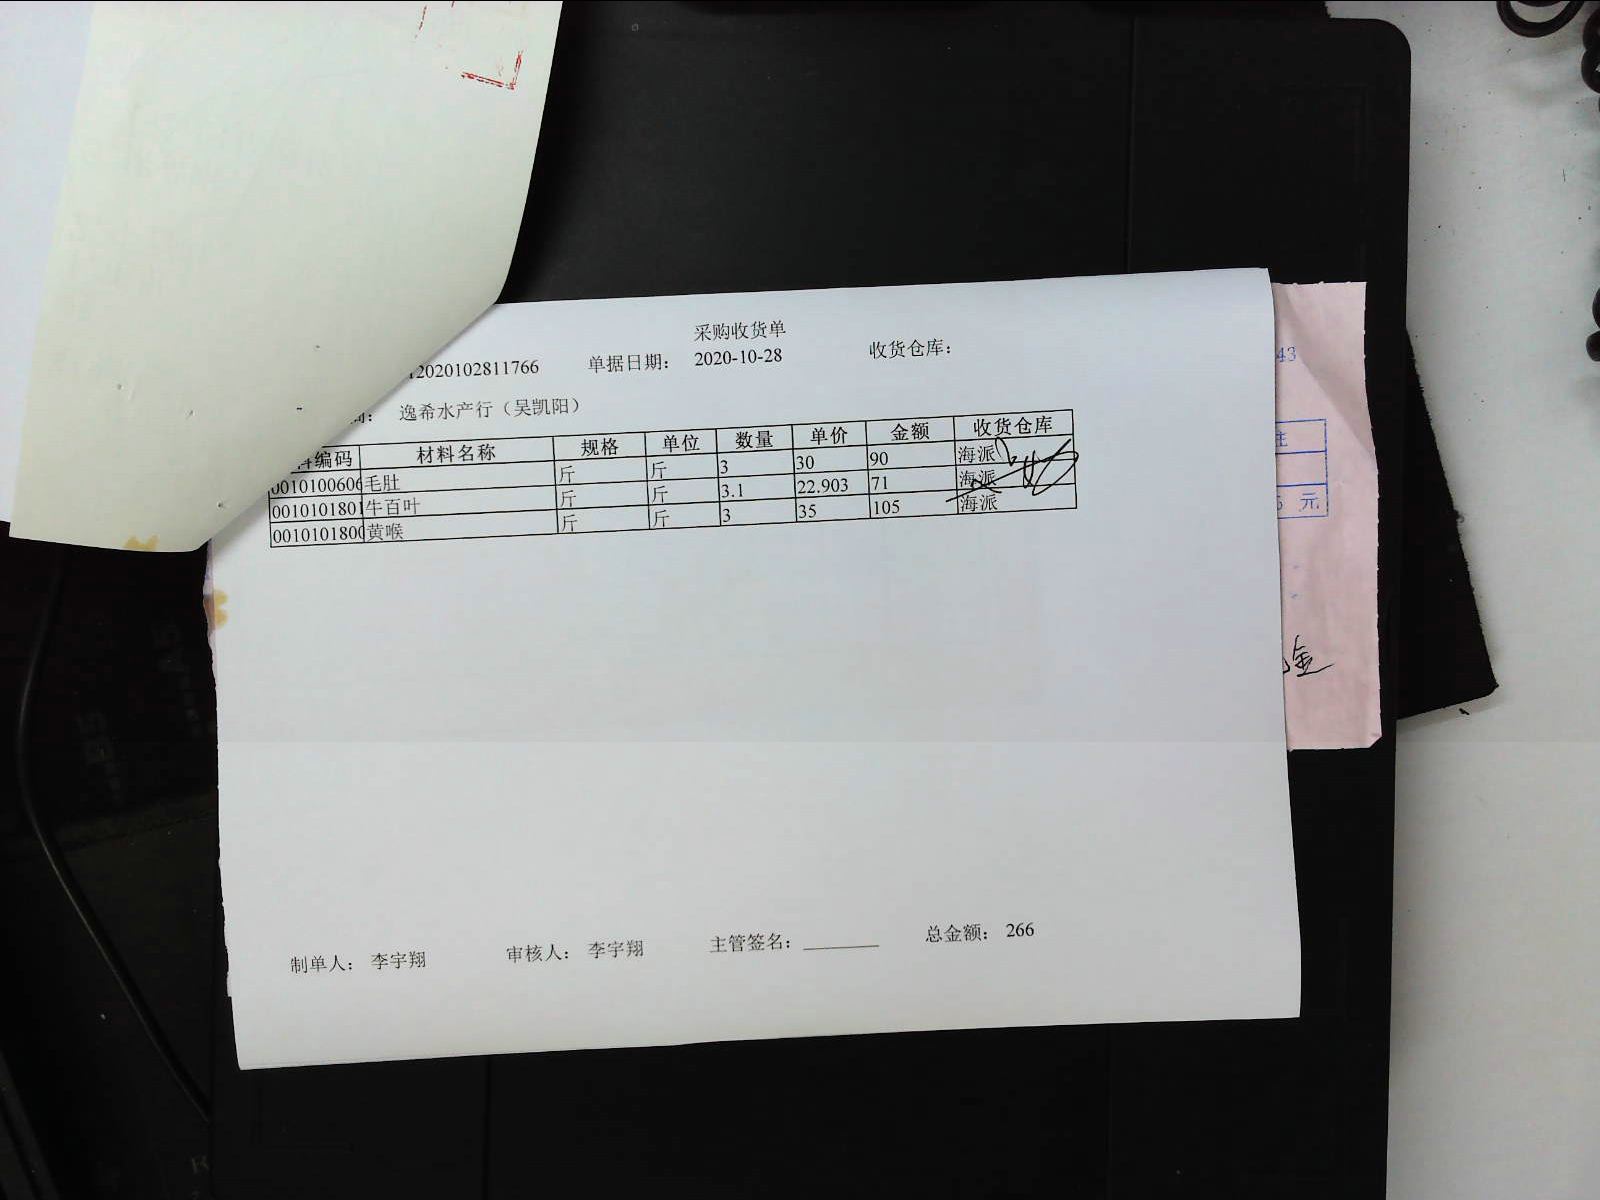 采购收货单
12020102811766 单据日期： 2020-10-28 收货仓库：
逸希水产行（吴凯阳）
编码 材料名称 规格 单位 数量 单价 金额 收货仓库
0010100606 毛肚 斤 斤 3 30 90 海派
0010101801 牛百叶 斤 斤 3.1 22.903 71 海派
0010101800 黄喉 斤 斤 3 35 105 海派
制单人： 李宇翔 审核人： 李宇翔 主管签名： 总金额： 266
43
元
金